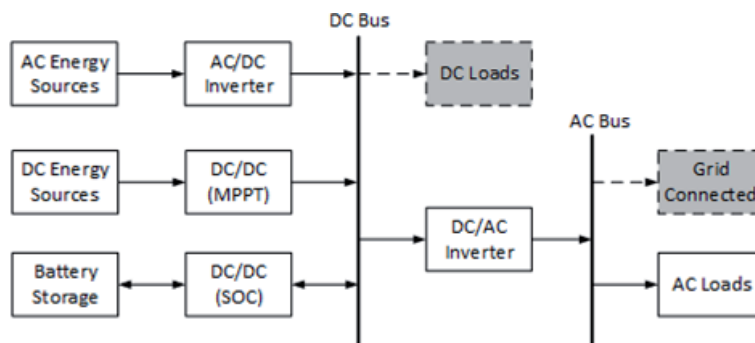 DC Bus
AC Energy
Sources
AC/DC
Inverter
DC Loads
AC Bus
DC Energy
Sources
DC/DC
(MPPT)
Grid
Connected
DC/AC
Inverter
Battery
Storage
DC/DC
(SOC)
AC Loads